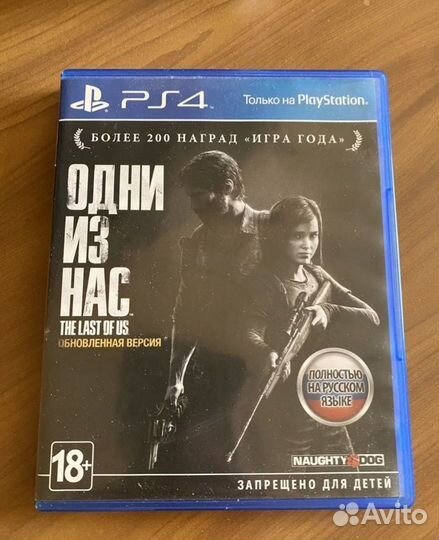 PS4
Только на PlayStation.
БОЛЕЕ 200 НАГРАД «ИГРА ГОДА»
ОДНИ
ИЗ
НАС
THE LAST OF US
ОБНОВЛЕННАЯ ВЕРСИЯ
ПОЛНОСТЬЮ
НА РУССКОМ
ЯЗЫКЕ
18+
NAUGHTY DOG
ЗАПРЕЩЕНО ДЛЯ ДЕТЕЙ
Avito